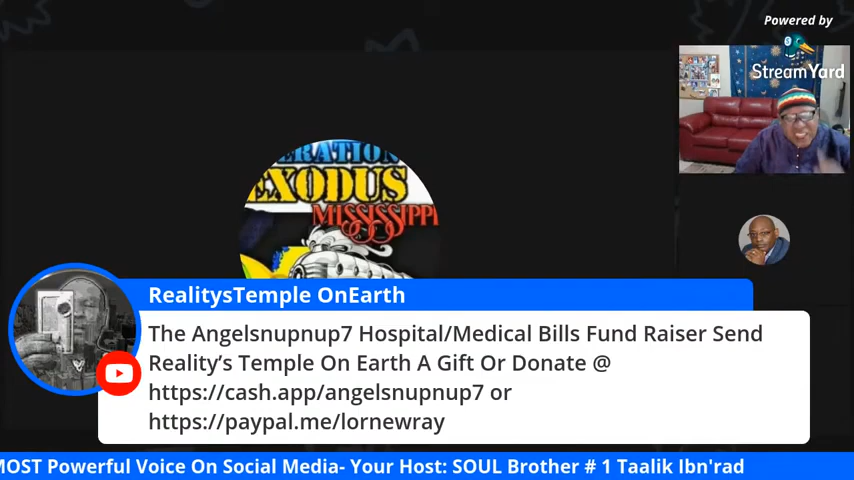 Powered by
StreamYard
ERATION
EXODUS
MISSISSIPPI
RealitysTemple OnEarth
The Angelsnupnup7 Hospital/Medical Bills Fund Raiser Send
Reality’s Temple On Earth A Gift Or Donate @
https://cash.app/angelsnupnup7 or
https://paypal.me/lornewray
MOST Powerful Voice On Social Media- Your Host: SOUL Brother # 1 Taalik Ibn'rad